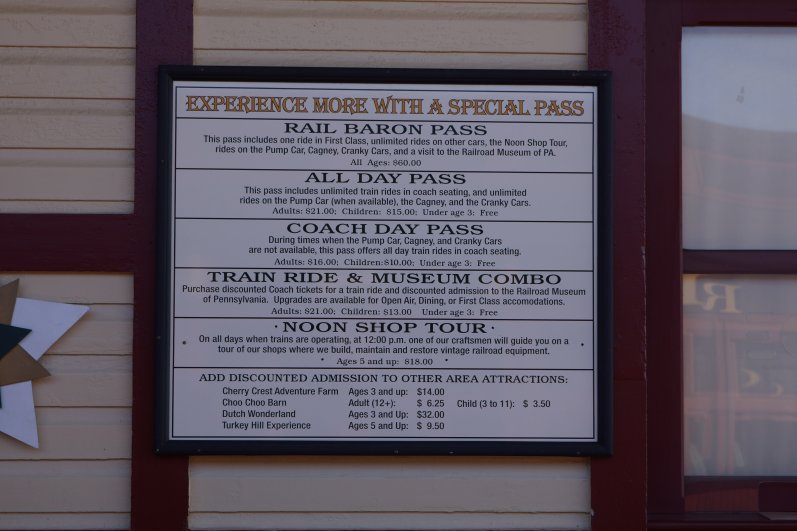 EXPERIENCE MORE WITH A SPECIAL PASS
RAIL BARON PASS
This pass includes one ride in First Class, unlimited rides on other cars, the Noon Shop Tour,
rides on the Pump Car, Cagney, Cranky Cars, and a visit to the Railroad Museum of PA.
All Ages: $60.00
ALL DAY PASS
This pass includes unlimited train rides in coach seating, and unlimited
rides on the Pump Car (when available), the Cagney, and the Cranky Cars.
Adults: $21.00; Children: $15.00; Under age 3: Free
COACH DAY PASS
During times when the Pump Car, Cagney, and Cranky Cars
are not available, this pass offers all day train rides in coach seating.
Adults: $16.00; Children:$10.00; Under age 3: Free
TRAIN RIDE & MUSEUM COMBO
Purchase discounted Coach tickets for a train ride and discounted admission to the Railroad Museum
of Pennsylvania. Upgrades are available for Open Air, Dining, or First Class accomodations.
Adults: $21.00; Children: $13.00 Under age 3: Free
· NOON SHOP TOUR ·
On all days when trains are operating, at 12:00 p.m. one of our craftsmen will guide you on a
tour of our shops where we build, maintain and restore vintage railroad equipment.
Ages 5 and up: $18.00
ADD DISCOUNTED ADMISSION TO OTHER AREA ATTRACTIONS:
Cherry Crest Adventure Farm Ages 3 and up: $14.00
Choo Choo Barn Adult (12+): $ 6.25 Child (3 to 11): $ 3.50
Dutch Wonderland Ages 3 and Up: $32.00
Turkey Hill Experience Ages 5 and Up: $ 9.50